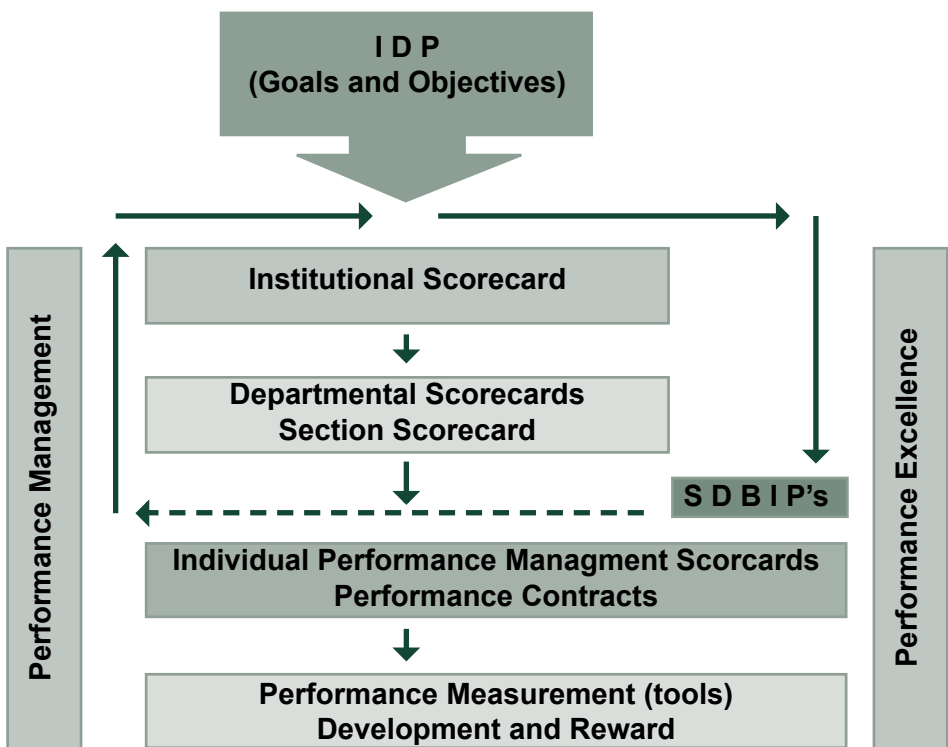 I D P
(Goals and Objectives)
Institutional Scorecard
Departmental Scorecards
Section Scorecard
S D B I P's
Individual Performance Managment Scorcards
Performance Contracts
Performance Measurement (tools)
Development and Reward
Performance Management
Performance Excellence